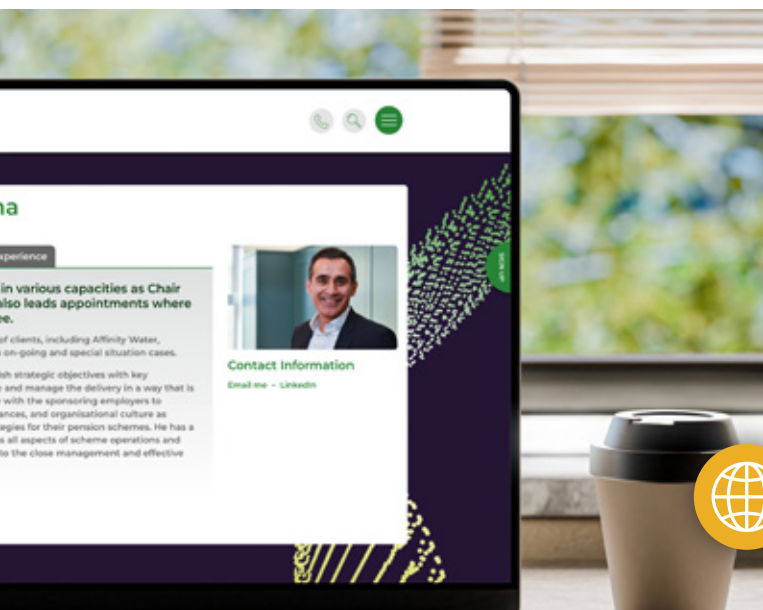 na
xperience
in various capacities as Chair
also leads appointments where
ee.
of clients, including Affinity Water,
on-going and special situation cases.
ish strategic objectives with key
and manage the delivery in a way that is
with the sponsoring employers to
ances, and organisational culture as
tegies for their pension schemes. He has a
s all aspects of scheme operations and
to the close management and effective
Contact Information
Email me - LinkedIn
SIGN UP